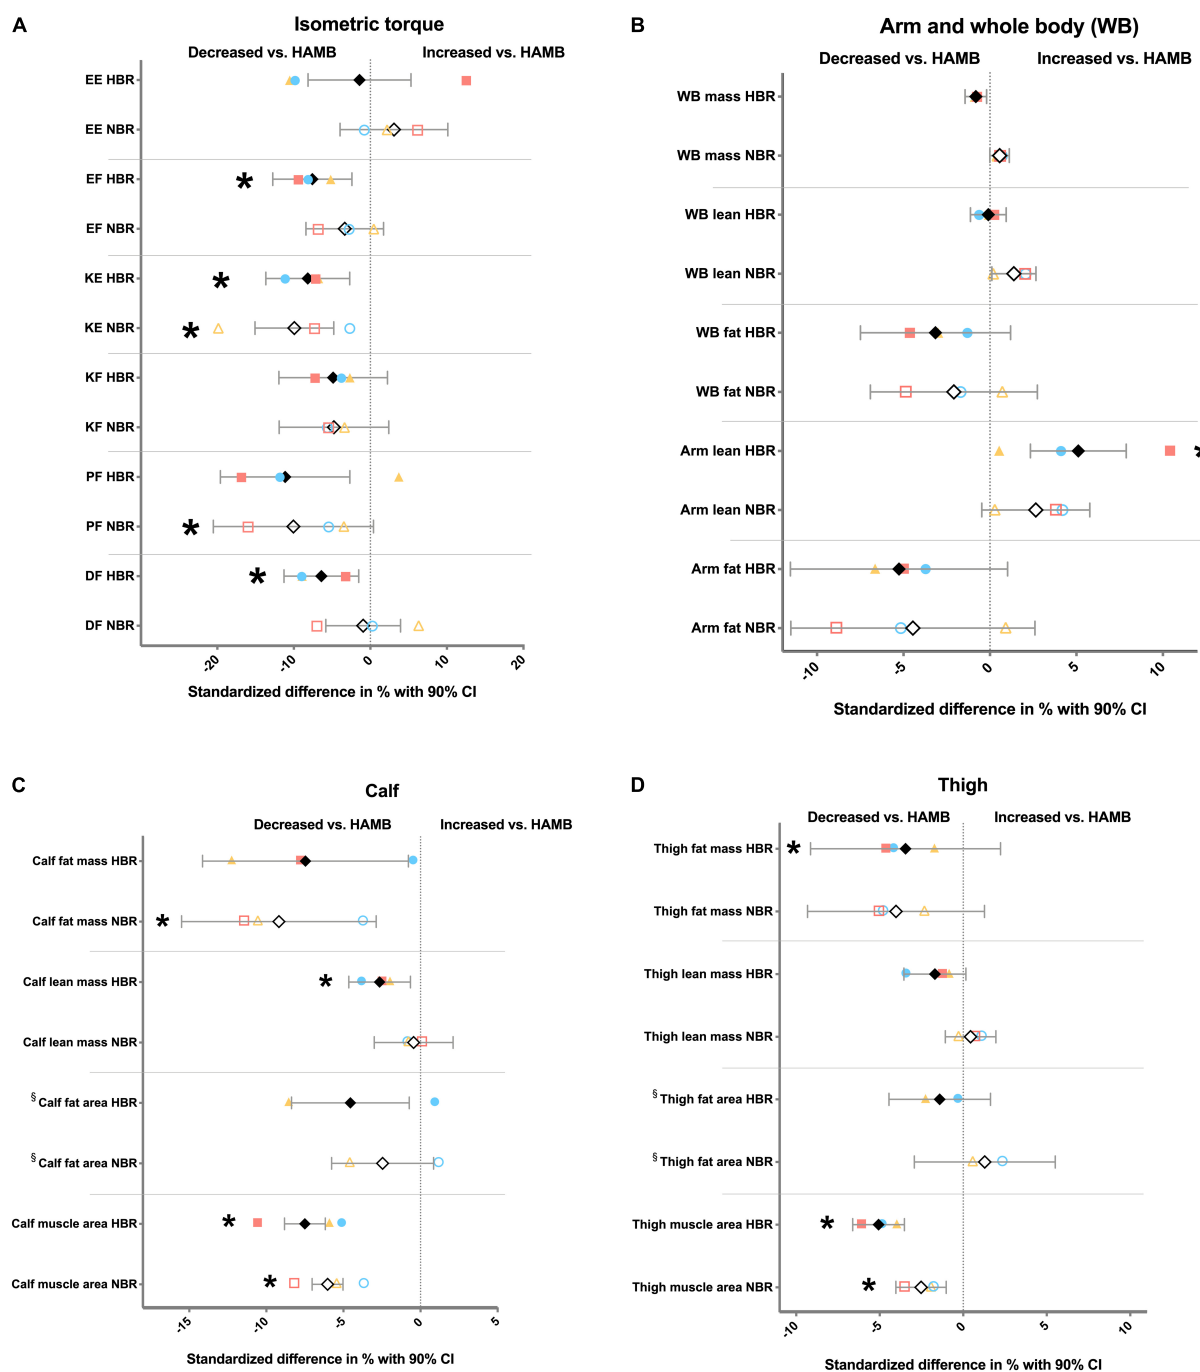 A
Isometric torque
Decreased vs. HAMB
Increased vs. HAMB
EE HBR
EE NBR
EF HBR
*
EF NBR
KE HBR
*
KE NBR
*
KF HBR
KF NBR
PF HBR
PF NBR
*
DF HBR
*
DF NBR
-20
-10
0
10
20
Standardized difference in % with 90% CI
B
Arm and whole body (WB)
Decreased vs. HAMB
Increased vs. HAMB
WB mass HBR
WB mass NBR
WB lean HBR
WB lean NBR
WB fat HBR
WB fat NBR
Arm lean HBR
*
Arm lean NBR
Arm fat HBR
Arm fat NBR
-10
-5
0
5
10
Standardized difference in % with 90% CI
C
Calf
Decreased vs. HAMB
Increased vs. HAMB
Calf fat mass HBR
Calf fat mass NBR
*
Calf lean mass HBR
*
Calf lean mass NBR
§ Calf fat area HBR
§ Calf fat area NBR
Calf muscle area HBR
*
Calf muscle area NBR
*
-15
-10
-5
0
5
Standardized difference in % with 90% CI
D
Thigh
Decreased vs. HAMB
Increased vs. HAMB
Thigh fat mass HBR
*
Thigh fat mass NBR
Thigh lean mass HBR
Thigh lean mass NBR
§ Thigh fat area HBR
§ Thigh fat area NBR
Thigh muscle area HBR
*
Thigh muscle area NBR
*
-10
-5
0
5
10
Standardized difference in % with 90% CI